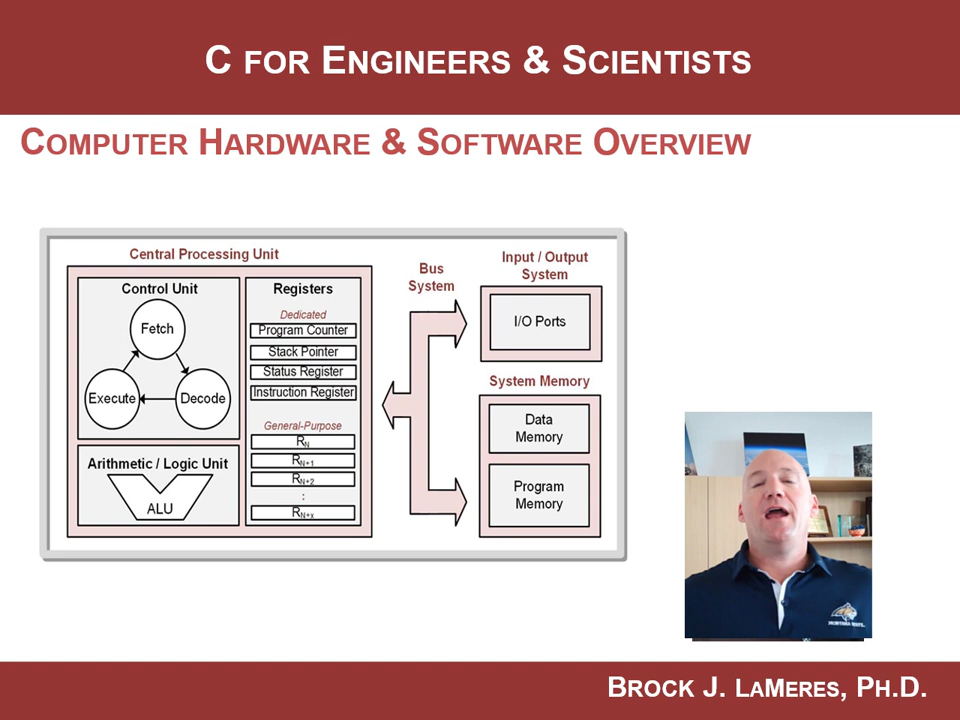 C FOR ENGINEERS & SCIENTISTS
COMPUTER HARDWARE & SOFTWARE OVERVIEW
Central Processing Unit
Control Unit
Fetch
Execute
Decode
Arithmetic / Logic Unit
ALU
Registers
Dedicated
Program Counter
Stack Pointer
Status Register
Instruction Register
General-Purpose
RN
RN+1
RN+2
:
RN+x
Bus
System
Input / Output
System
I/O Ports
System Memory
Data
Memory
Program
Memory
MONTANA STATE
BROCK J. LAMERES, PH.D.